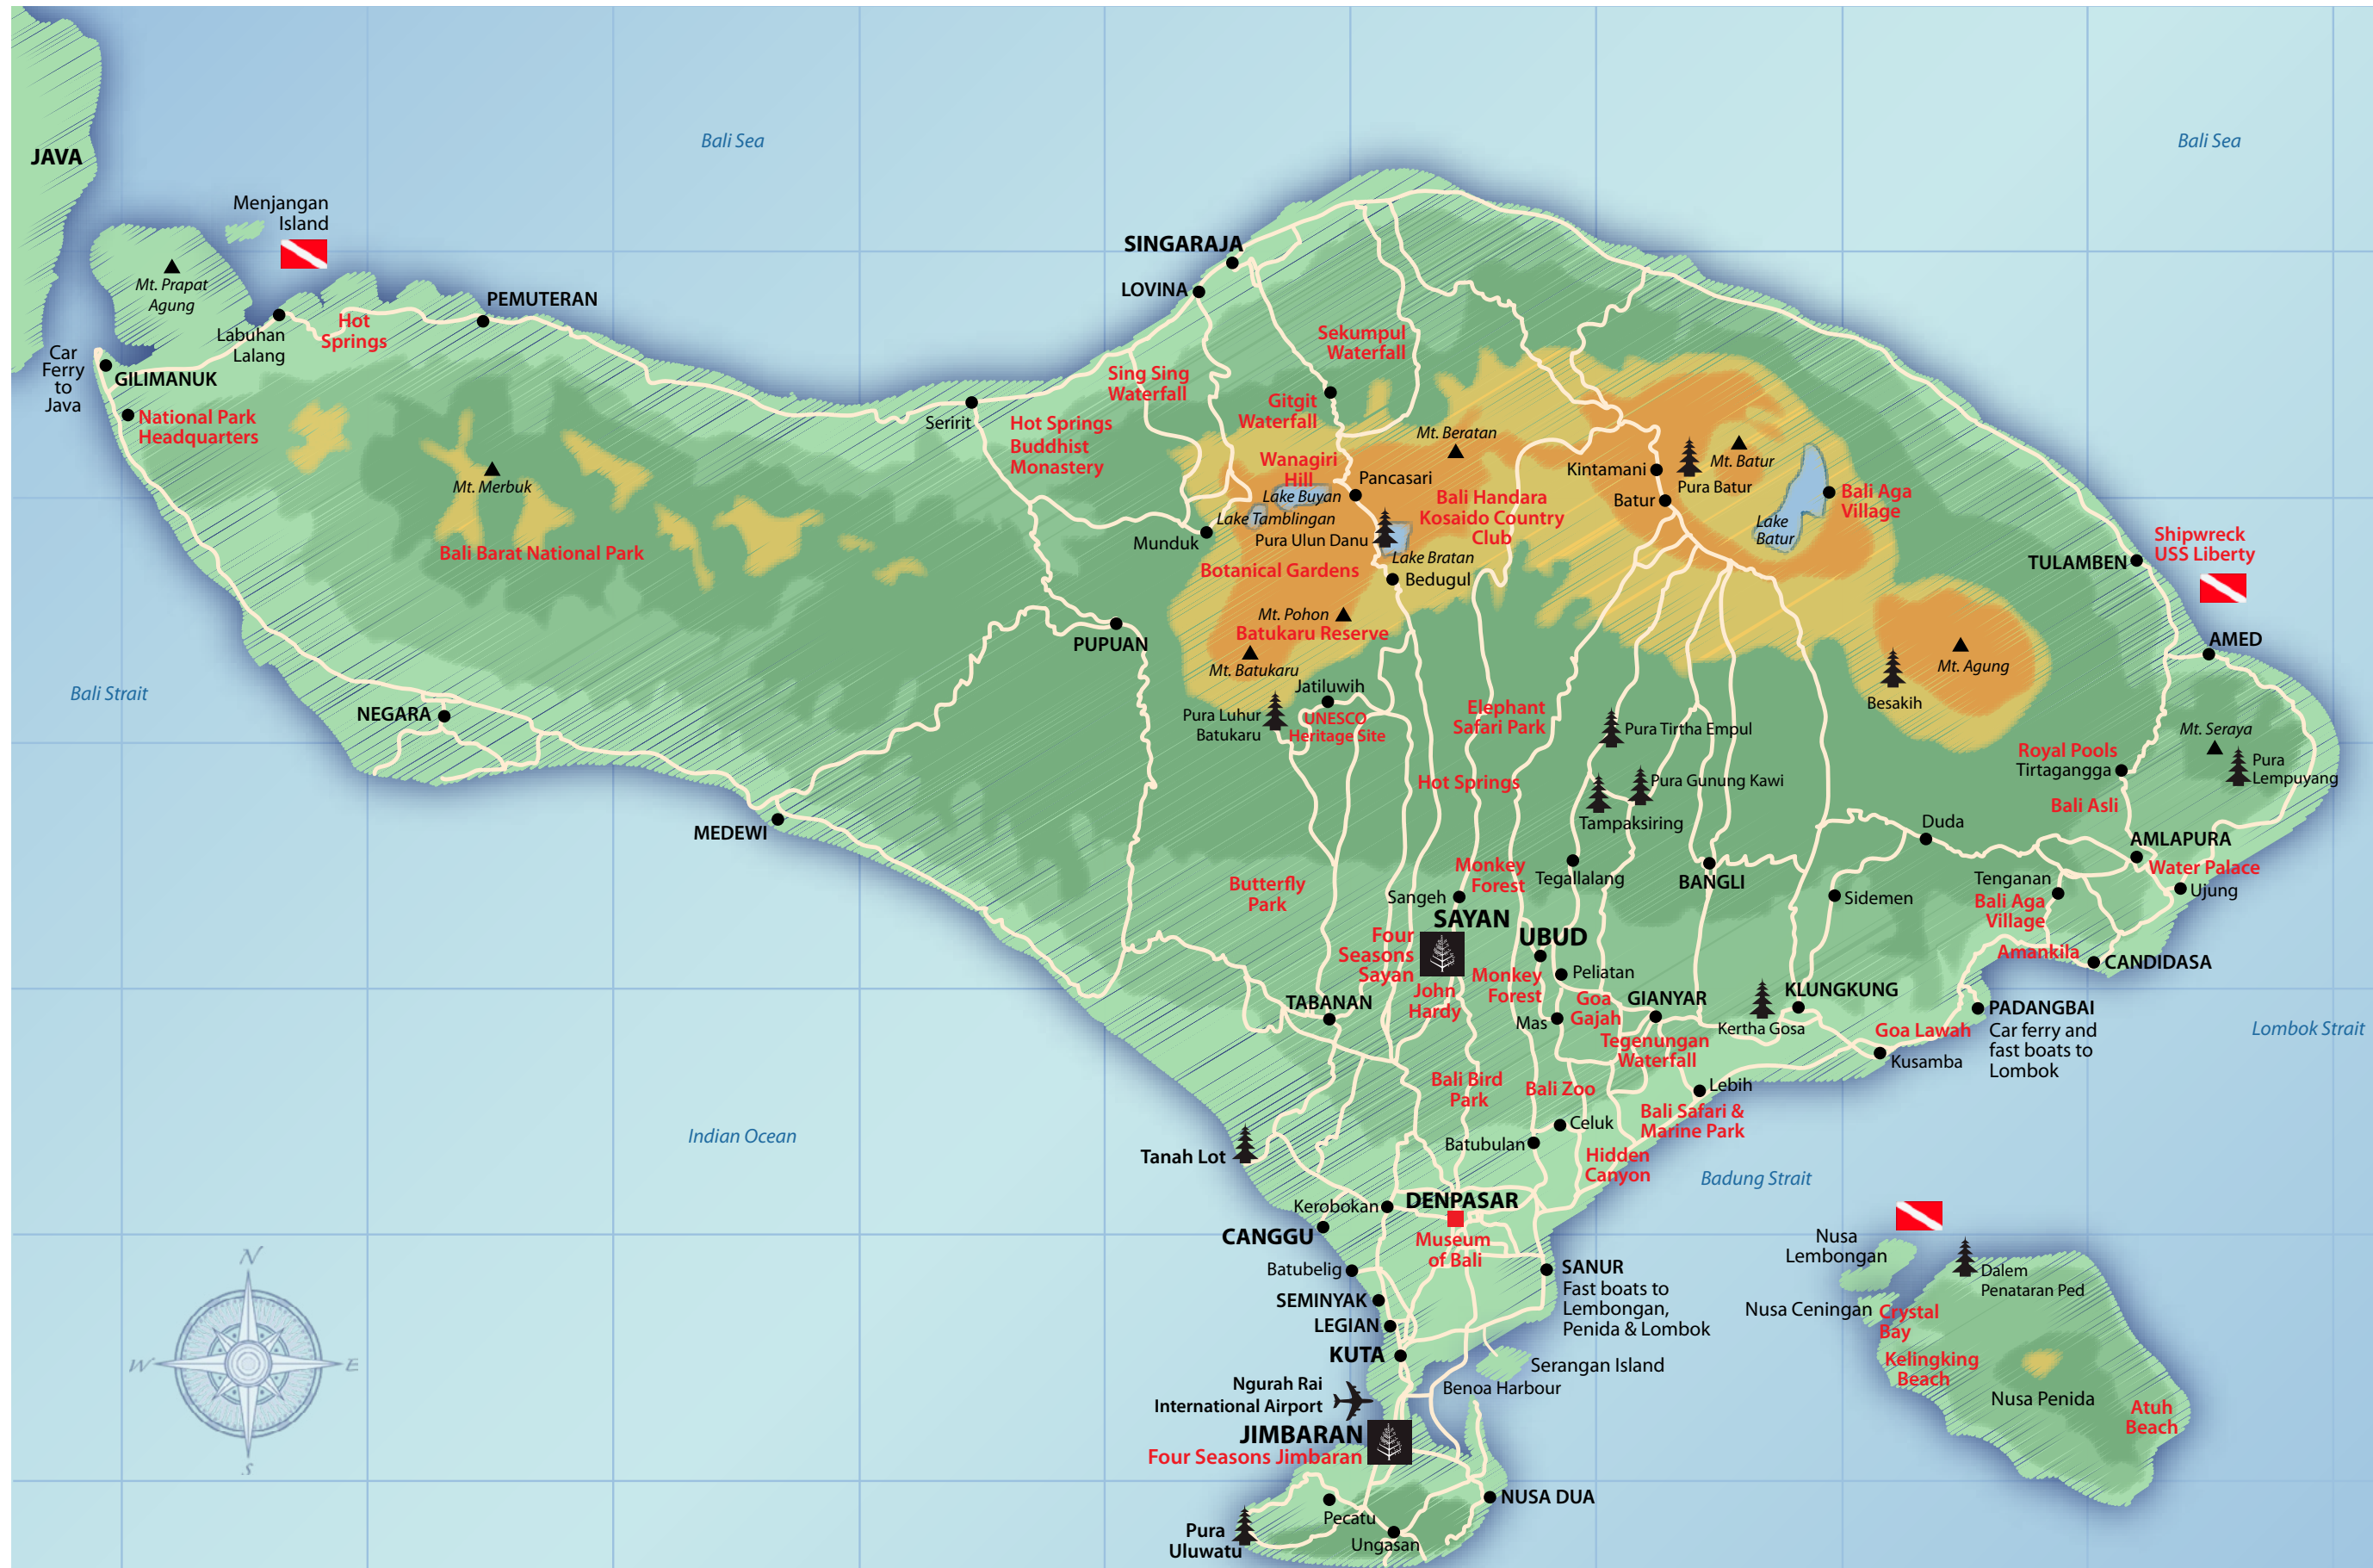 Bali Sea
Bali Sea
JAVA
Menjangan
Island
Mt. Prapat
Agung
Labuhan
Lalang
Hot
Springs
PEMUTERAN
Car
Ferry
to
Java
GILIMANUK
National Park
Headquarters
Mt. Merbuk
Bali Barat National Park
SINGARAJA
LOVINA
Sekumpul
Waterfall
Sing Sing
Waterfall
Gitgit
Waterfall
Seririt
Hot Springs
Buddhist
Monastery
Mt. Beratan
Wanagiri
Hill
Pancasari
Lake Buyan
Lake Tamblingan
Munduk
Pura Ulun Danu
Bali Handara
Kosaido Country
Club
Lake Bratan
Botanical Gardens
Bedugul
Kintamani
Mt. Batur
Pura Batur
Batur
Lake
Batur
Bali Aga
Village
Shipwreck
USS Liberty
TULAMBEN
AMED
Mt. Pohon
Batukaru Reserve
Mt. Batukaru
PUPUAN
Jatiluwih
Pura Luhur
Batukaru
UNESCO
Heritage Site
Elephant
Safari Park
Pura Tirtha Empul
Mt. Agung
Besakih
Mt. Seraya
Pura
Lempuyang
Royal Pools
Tirtagangga
Bali Asli
Bali Strait
NEGARA
MEDEWI
Hot Springs
Pura Gunung Kawi
Tampaksiring
Duda
AMLAPURA
Water Palace
Ujung
Butterfly
Park
Monkey
Forest
Tegallalang
BANGLI
Sangeh
SAYAN
Four
Seasons
Sayan
UBUD
Sidemen
Tenganan
Bali Aga
Village
Amankila
CANDIDASA
Peliatan
Monkey
Forest
John
Hardy
Goa
Gajah
GIANYAR
KLUNGKUNG
TABANAN
Mas
Kertha Gosa
PADANGBAI
Car ferry and
fast boats to
Lombok
Goa Lawah
Kusamba
Lombok Strait
Tegenungan
Waterfall
Bali Bird
Park
Bali Zoo
Lebih
Bali Safari &
Marine Park
Celuk
Batubulan
Hidden
Canyon
Indian Ocean
Tanah Lot
Badung Strait
Kerobokan
DENPASAR
CANGGU
Museum
of Bali
Batubelig
SANUR
Fast boats to
Lembongan,
Penida & Lombok
SEMINYAK
LEGIAN
KUTA
Serangan Island
Benoa Harbour
Ngurah Rai
International Airport
JIMBARAN
Four Seasons Jimbaran
NUSA DUA
Pecatu
Ungasan
Pura
Uluwatu
Nusa
Lembongan
Dalem
Penataran Ped
Nusa Ceningan
Crystal
Bay
Kelingking
Beach
Nusa Penida
Atuh
Beach
N
W
E
S